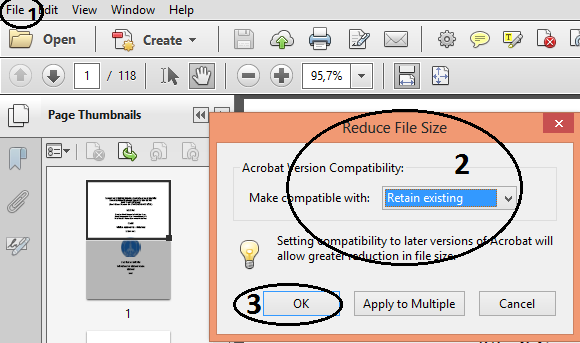 File Edit View Window Help
1
Open Create
1 / 118 95,7%
Page Thumbnails
1
Reduce File Size
Acrobat Version Compatibility:
2
Make compatible with: Retain existing
Setting compatibility to later versions of Acrobat will
allow greater reduction in file size.
3 OK Apply to Multiple Cancel